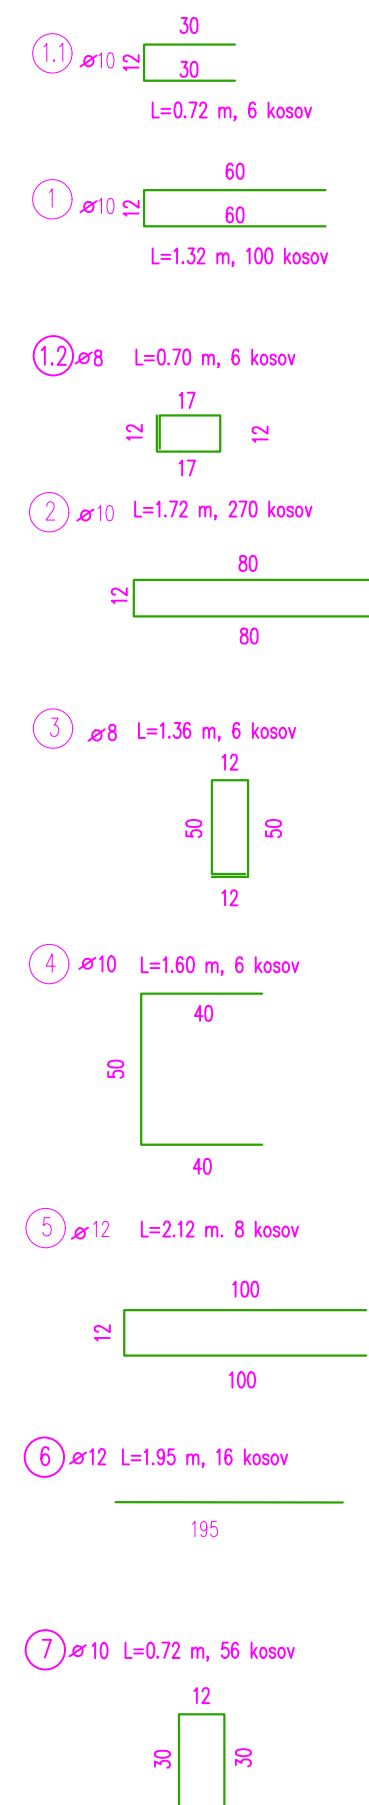 30
1.1 ⌀10 12 30
L=0.72 m, 6 kosov
60
1 ⌀10 12 60
L=1.32 m, 100 kosov
1.2 ⌀8 L=0.70 m, 6 kosov
17
12 12
17
2 ⌀10 L=1.72 m, 270 kosov
80
12
80
3 ⌀8 L=1.36 m, 6 kosov
12
50 50
12
4 ⌀10 L=1.60 m, 6 kosov
40
50
40
5 ⌀12 L=2.12 m. 8 kosov
100
12
100
6 ⌀12 L=1.95 m, 16 kosov
195
7 ⌀10 L=0.72 m, 56 kosov
12
30 30